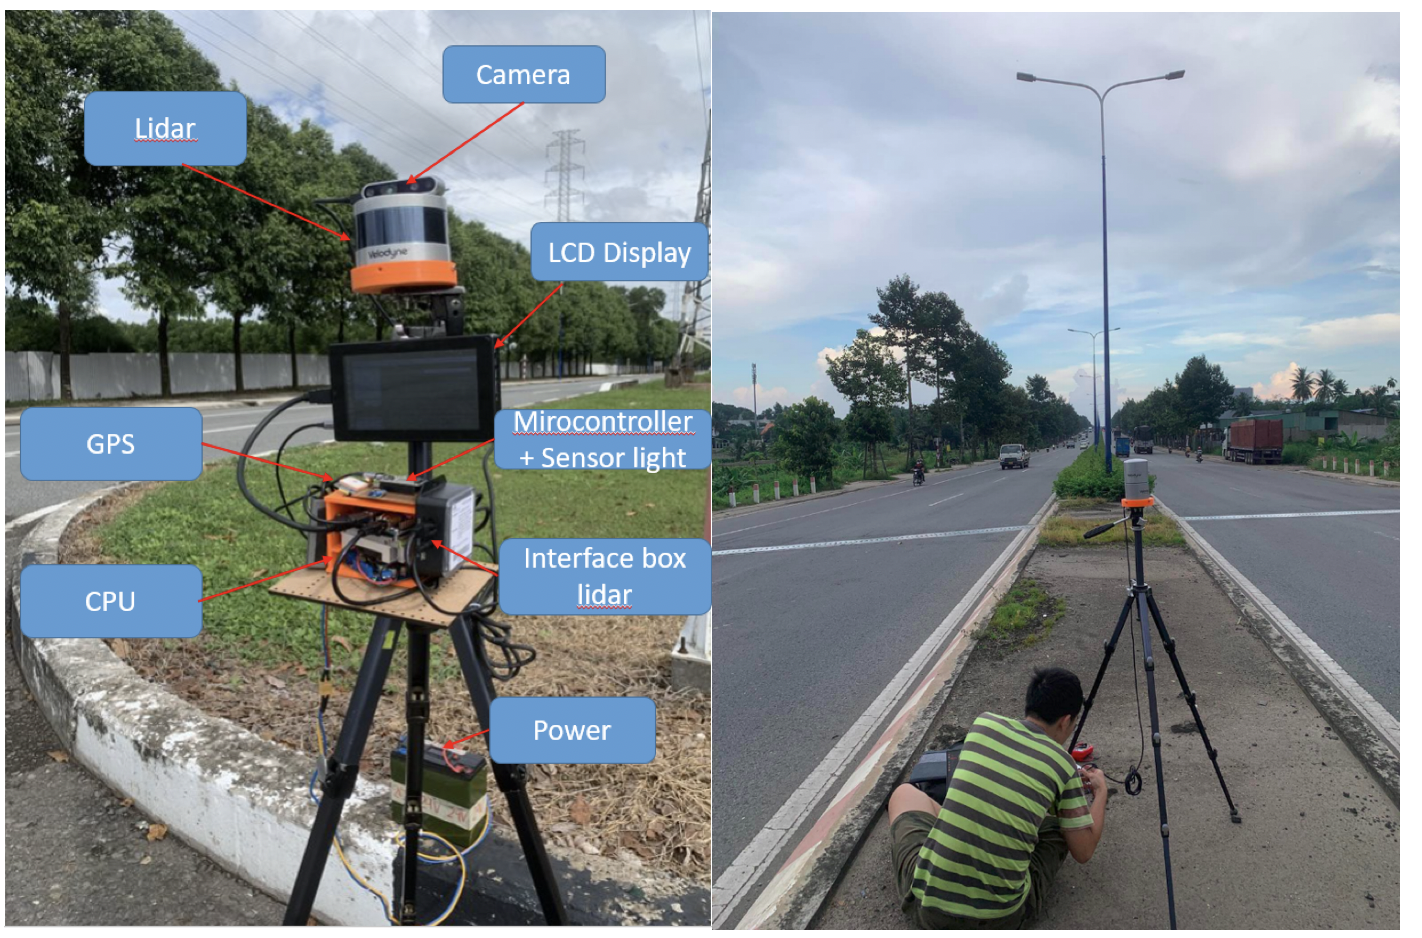 Camera
Lidar
LCD Display
Velodyne
GPS
Mirocontroller
+ Sensor light
CPU
Interface box
lidar
Power